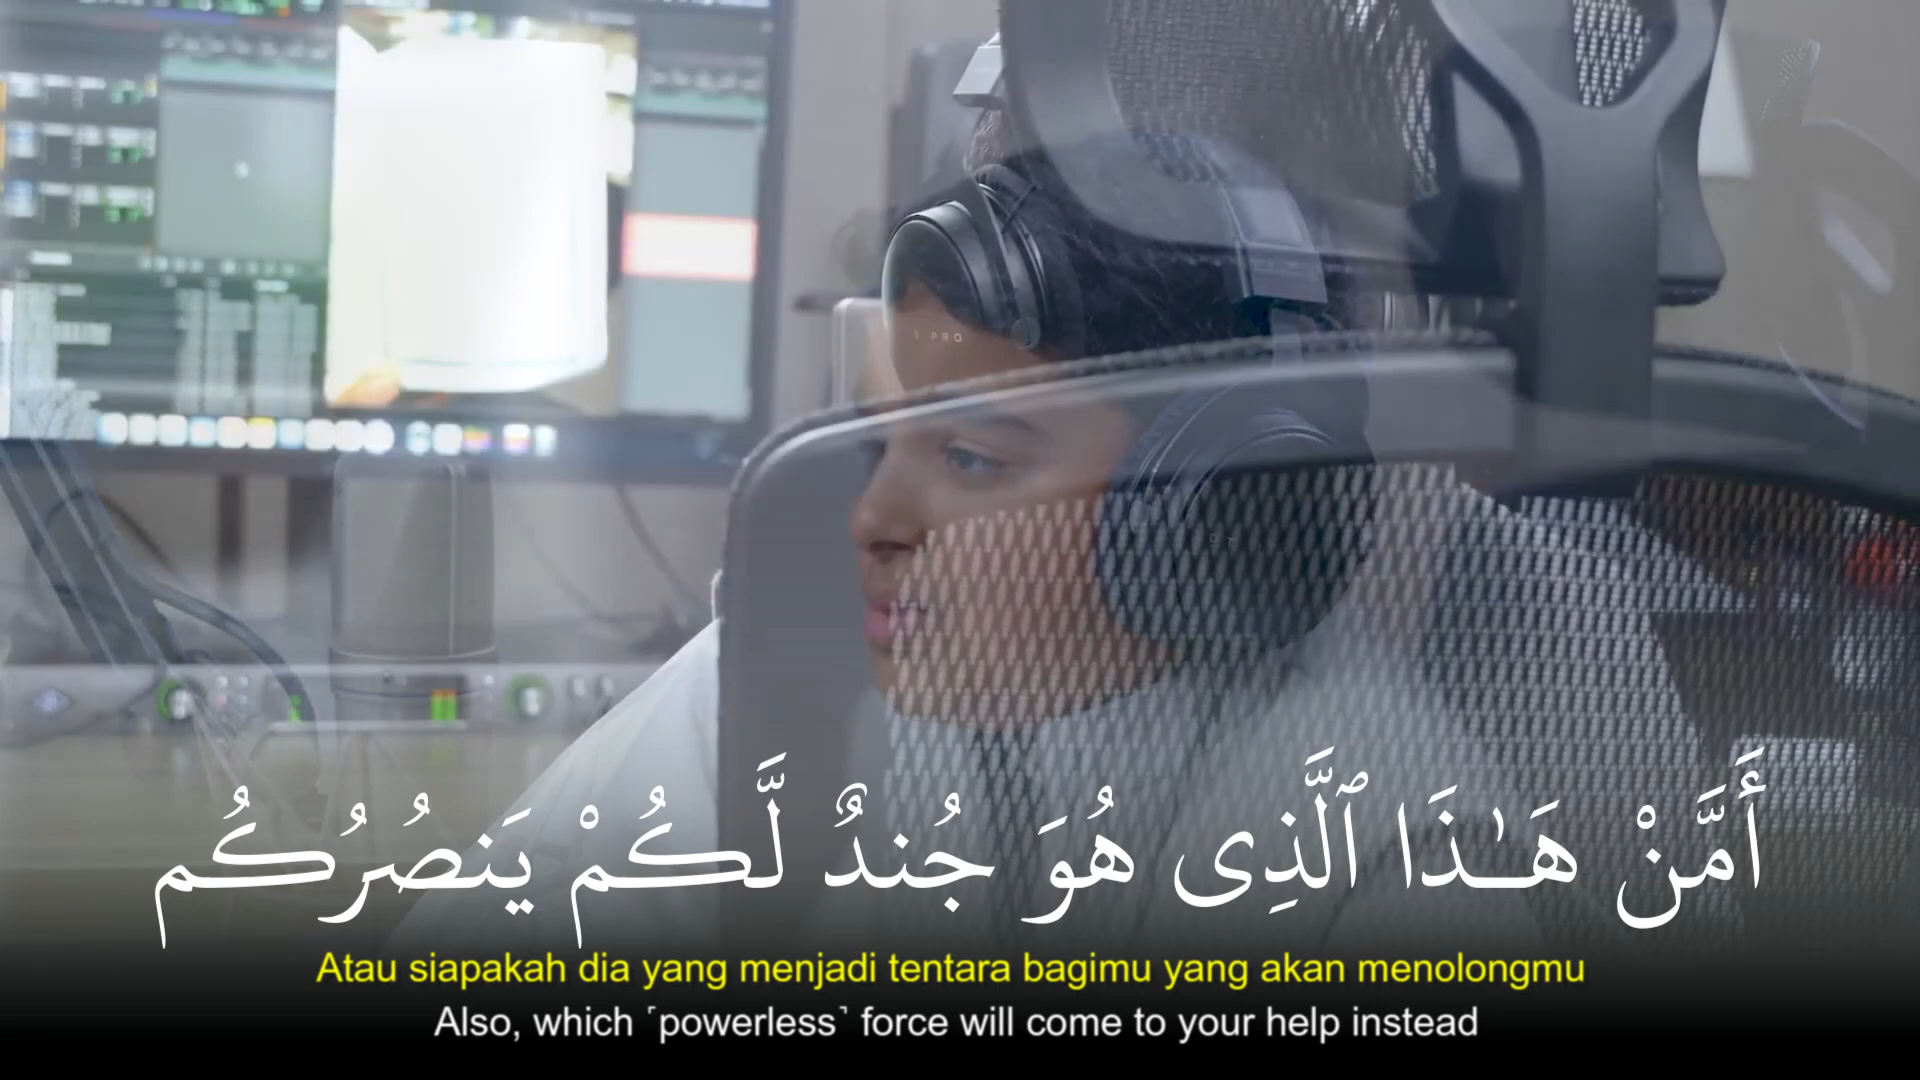 PRO
أَمَّنْ هَـٰذَا ٱلَّذِى هُوَ جُندٌ لَّكُمْ يَنصُرُكُم
Atau siapakah dia yang menjadi tentara bagimu yang akan menolongmu
Also, which ˹powerless˺ force will come to your help instead